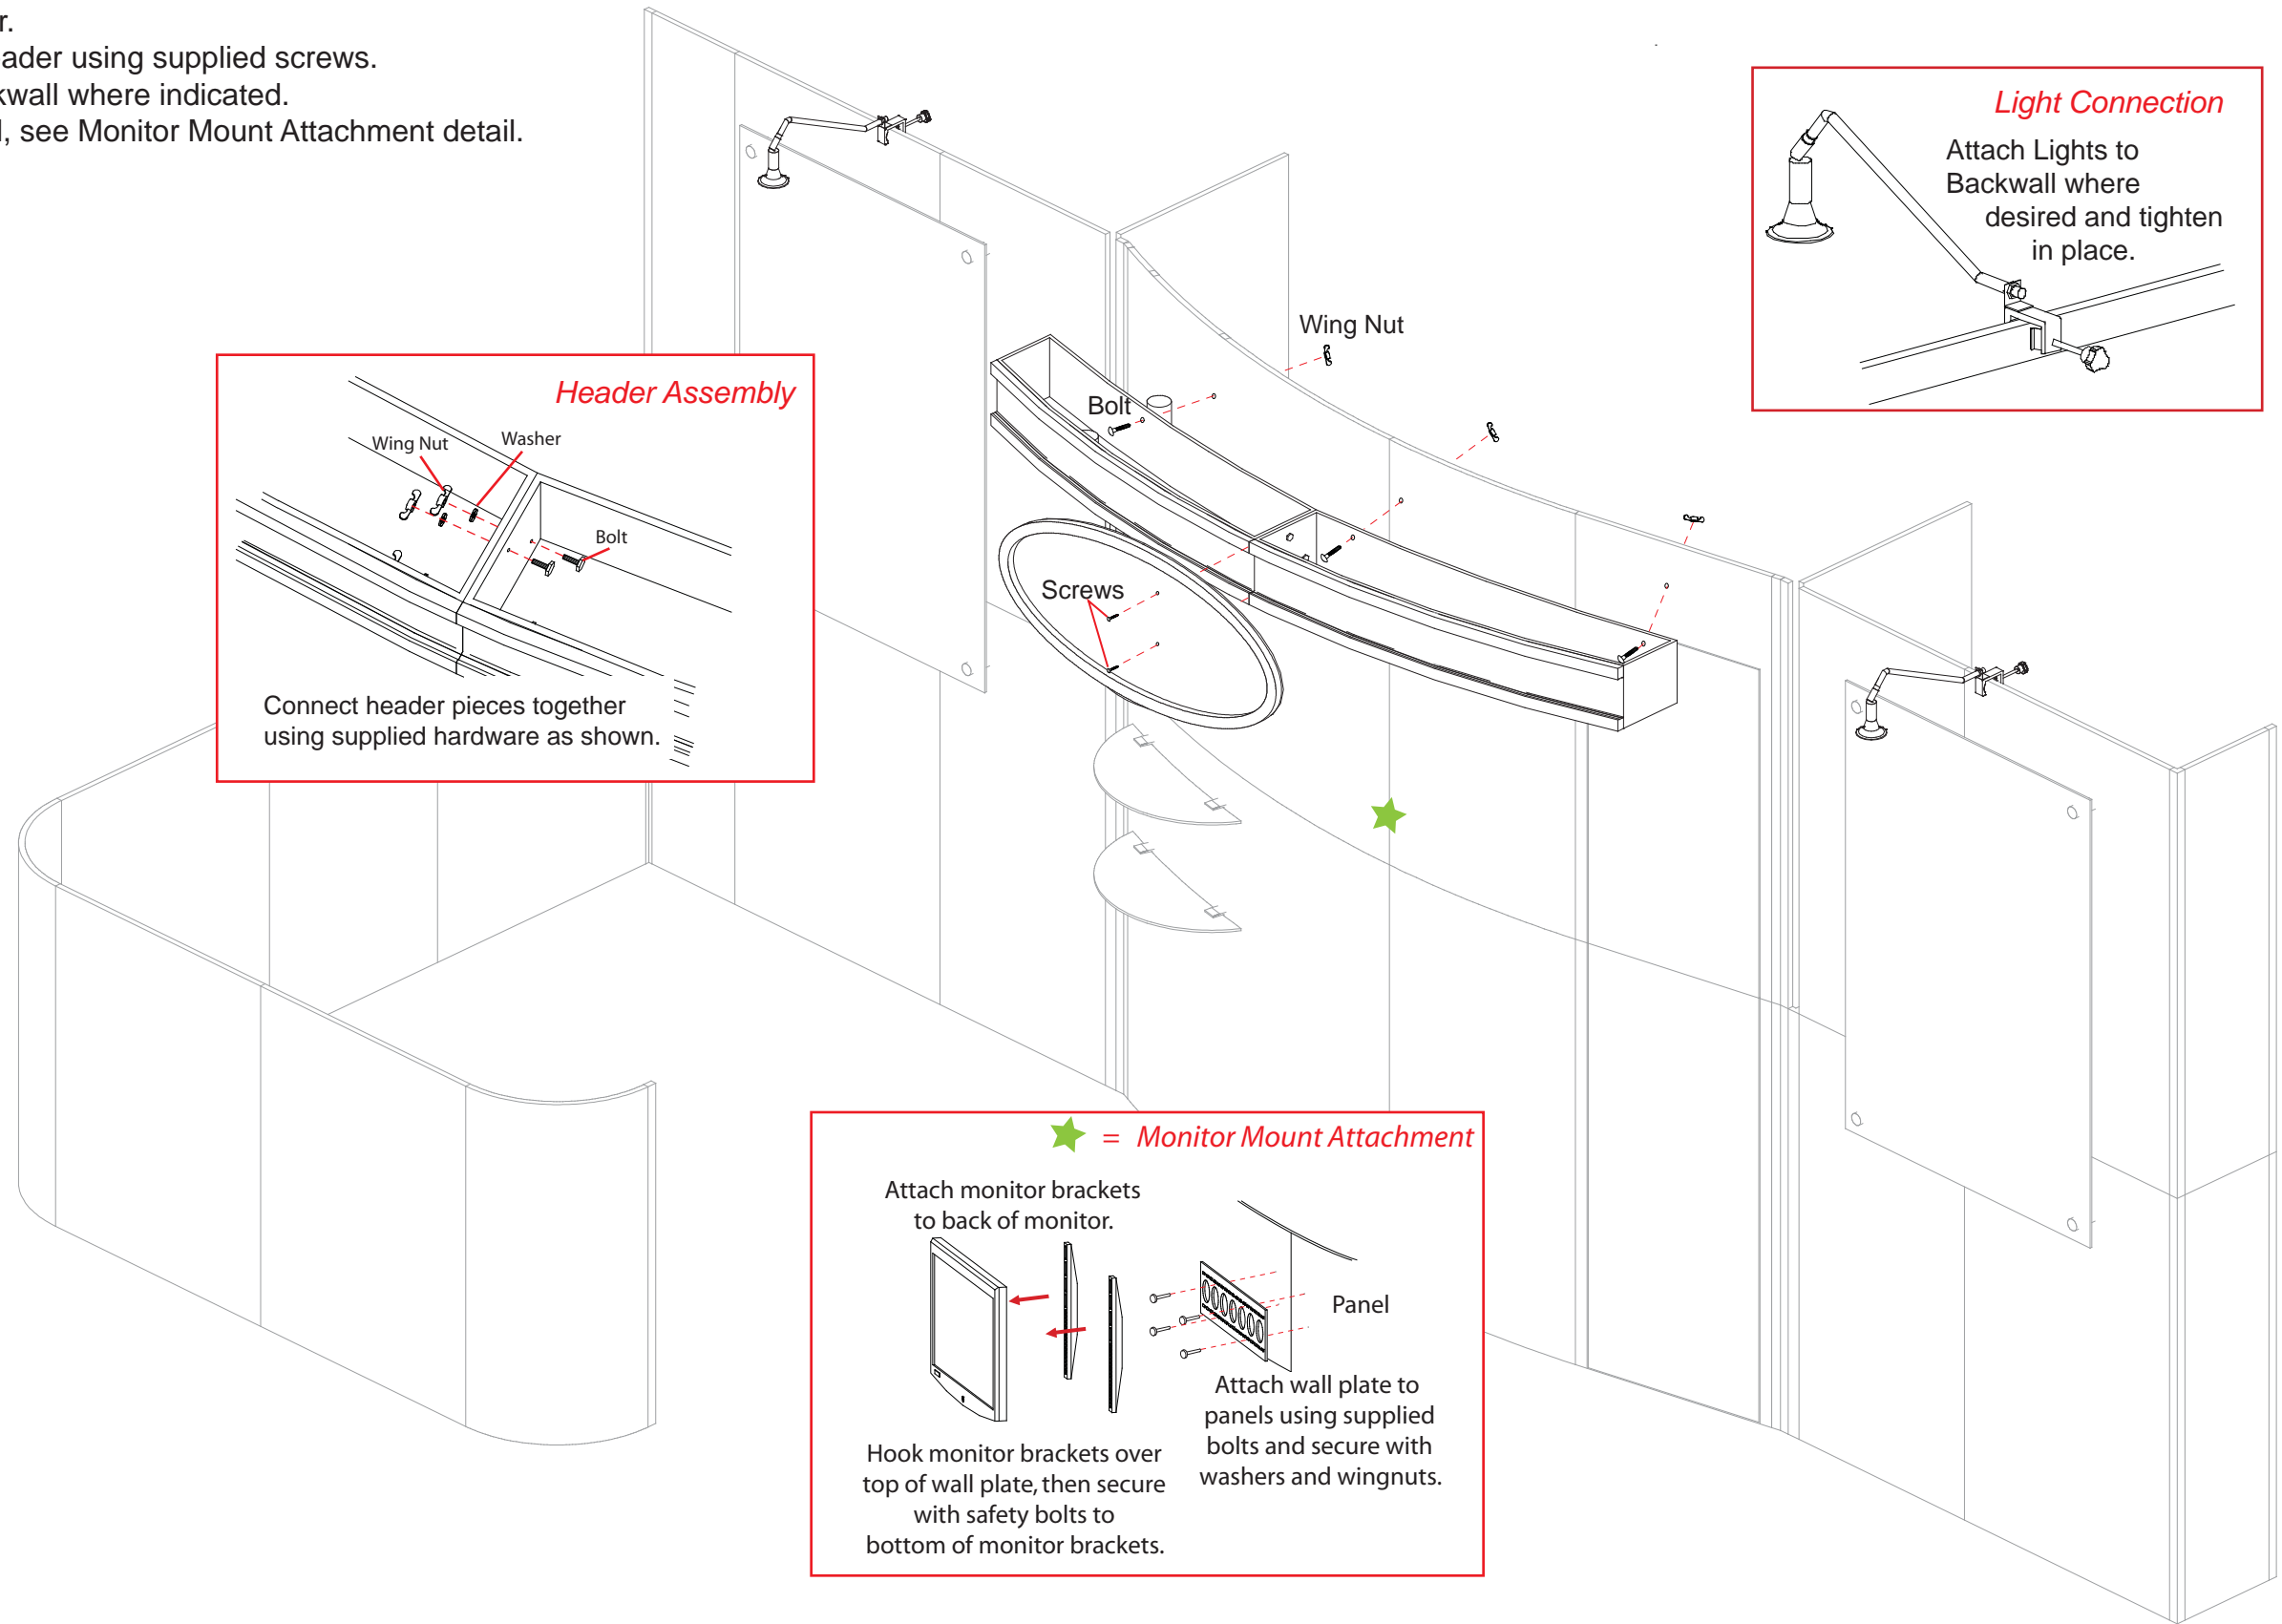 r.
ader using supplied screws.
kwall where indicated.
l, see Monitor Mount Attachment detail.
Light Connection
Attach Lights to
Backwall where
desired and tighten
in place.
Wing Nut
Bolt
Screws
Header Assembly
Wing Nut
Washer
Bolt
Connect header pieces together
using supplied hardware as shown.
= Monitor Mount Attachment
Attach monitor brackets
to back of monitor.
Panel
Attach wall plate to
panels using supplied
bolts and secure with
washers and wingnuts.
Hook monitor brackets over
top of wall plate, then secure
with safety bolts to
bottom of monitor brackets.